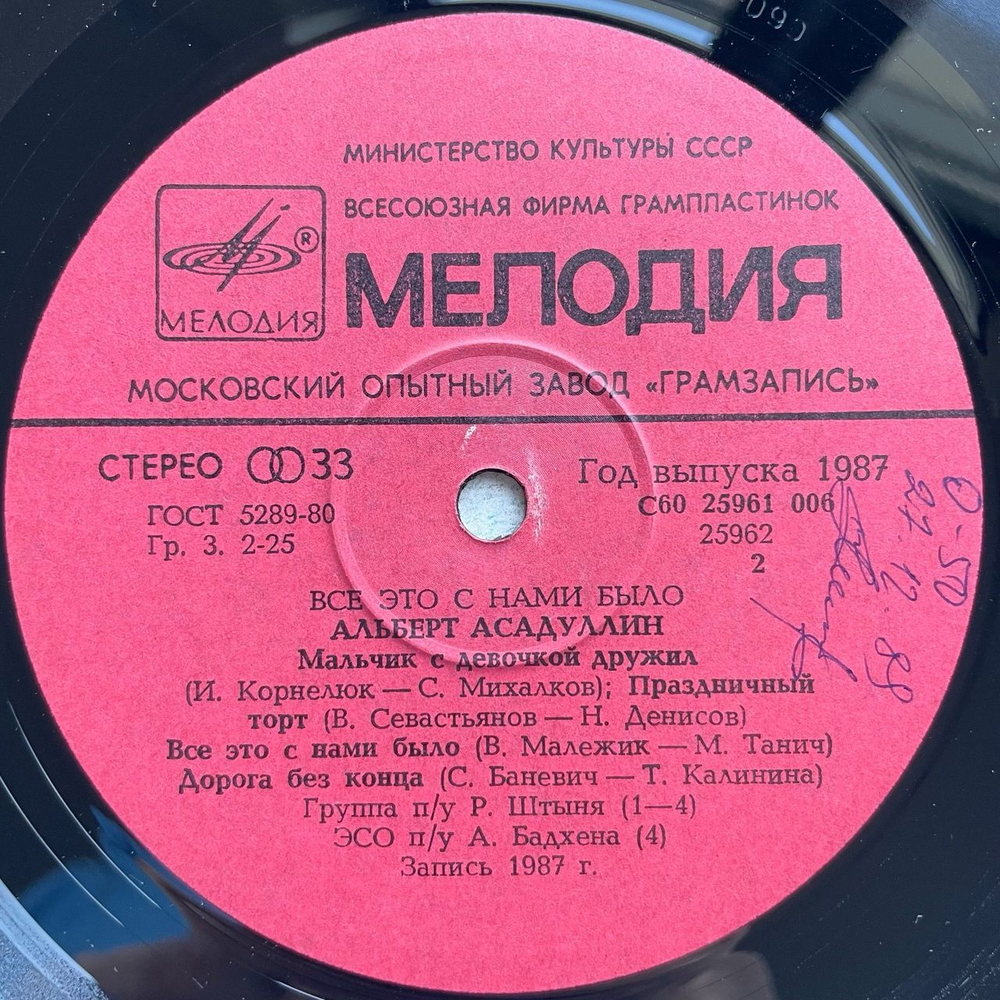 МИНИСТЕРСТВО КУЛЬТУРЫ СССР
ВСЕСОЮЗНАЯ ФИРМА ГРАМПЛАСТИНОК
МЕЛОДИЯ ®
МЕЛОДИЯ
МОСКОВСКИЙ ОПЫТНЫЙ ЗАВОД «ГРАМЗАПИСЬ»
СТЕРЕО 33
Год выпуска 1987
ГОСТ 5289-80
С60 25961 006
Гр. 3. 2-25
25962
2
0-50
27 12 89
ВСЕ ЭТО С НАМИ БЫЛО
АЛЬБЕРТ АСАДУЛЛИН
Мальчик с девочкой дружил
(И. Корнелюк — С. Михалков); Праздничный
торт (В. Севастьянов — Н. Денисов)
Все это с нами было (В. Малежик — М. Танич)
Дорога без конца (С. Баневич — Т. Калинина)
Группа п/у Р. Штыня (1—4)
ЭСО п/у А. Бадхена (4)
Запись 1987 г.